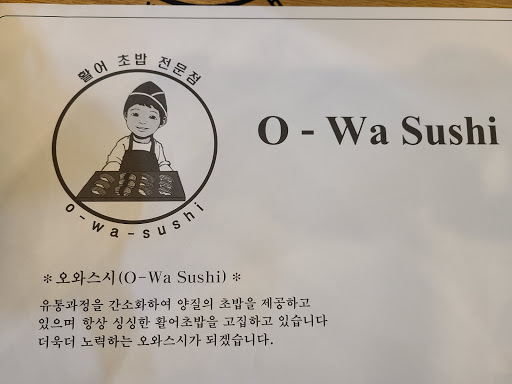 활어 초밥 전문점
O - Wa Sushi
o-wa-sushi
＊오와스시(O-Wa Sushi)＊
유통과정을 간소화하여 양질의 초밥을 제공하고
있으며 항상 싱싱한 활어초밥을 고집하고 있습니다
더욱더 노력하는 오와스시가 되겠습니다.